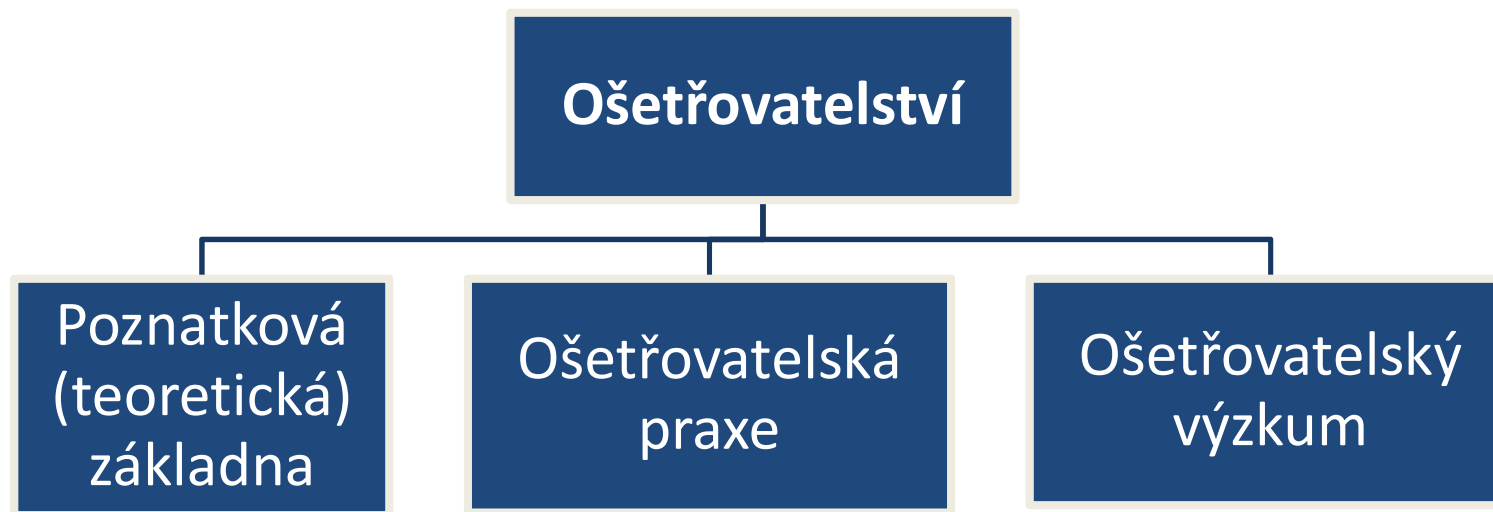 Ošetřovatelství
Poznatková
(teoretická)
základna
Ošetřovatelská
praxe
Ošetřovatelský
výzkum